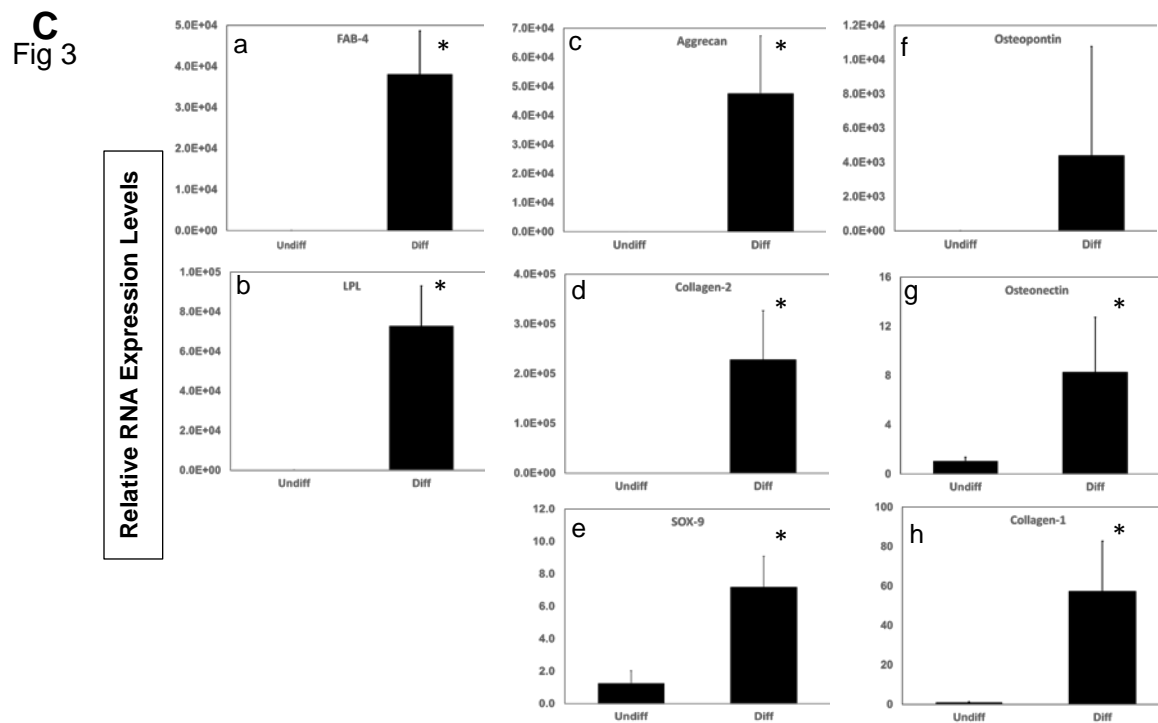 C
Fig 3
Relative RNA Expression Levels
a
FAB-4
*
5.0E+04
4.0E+04
3.0E+04
2.0E+04
1.0E+04
0.0E+00
Undiff Diff
b
LPL
*
1.0E+05
8.0E+04
6.0E+04
4.0E+04
2.0E+04
0.0E+00
Undiff Diff
c
Aggrecan
*
7.0E+04
6.0E+04
5.0E+04
4.0E+04
3.0E+04
2.0E+04
1.0E+04
0.0E+00
Undiff Diff
d
Collagen-2
*
4.0E+05
3.0E+05
2.0E+05
1.0E+05
0.0E+00
Undiff Diff
e
SOX-9
*
12.0
10.0
8.0
6.0
4.0
2.0
0.0
Undiff Diff
f
Osteopontin
1.2E+04
1.0E+04
8.0E+03
6.0E+03
4.0E+03
2.0E+03
0.0E+00
Undiff Diff
g
Osteonectin
*
16
12
8
4
0
Undiff Diff
h
Collagen-1
*
100
80
60
40
20
0
Undiff Diff